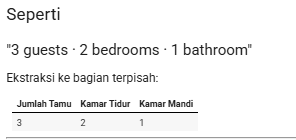 Seperti
"3 guests · 2 bedrooms · 1 bathroom"
Ekstraksi ke bagian terpisah:
Jumlah Tamu Kamar Tidur Kamar Mandi
3 2 1